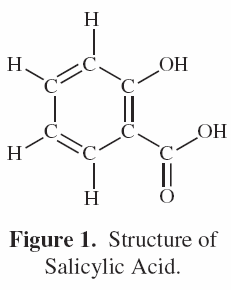 H
H C C OH
C
C C OH
H C C
H O
Figure 1. Structure of
Salicylic Acid.